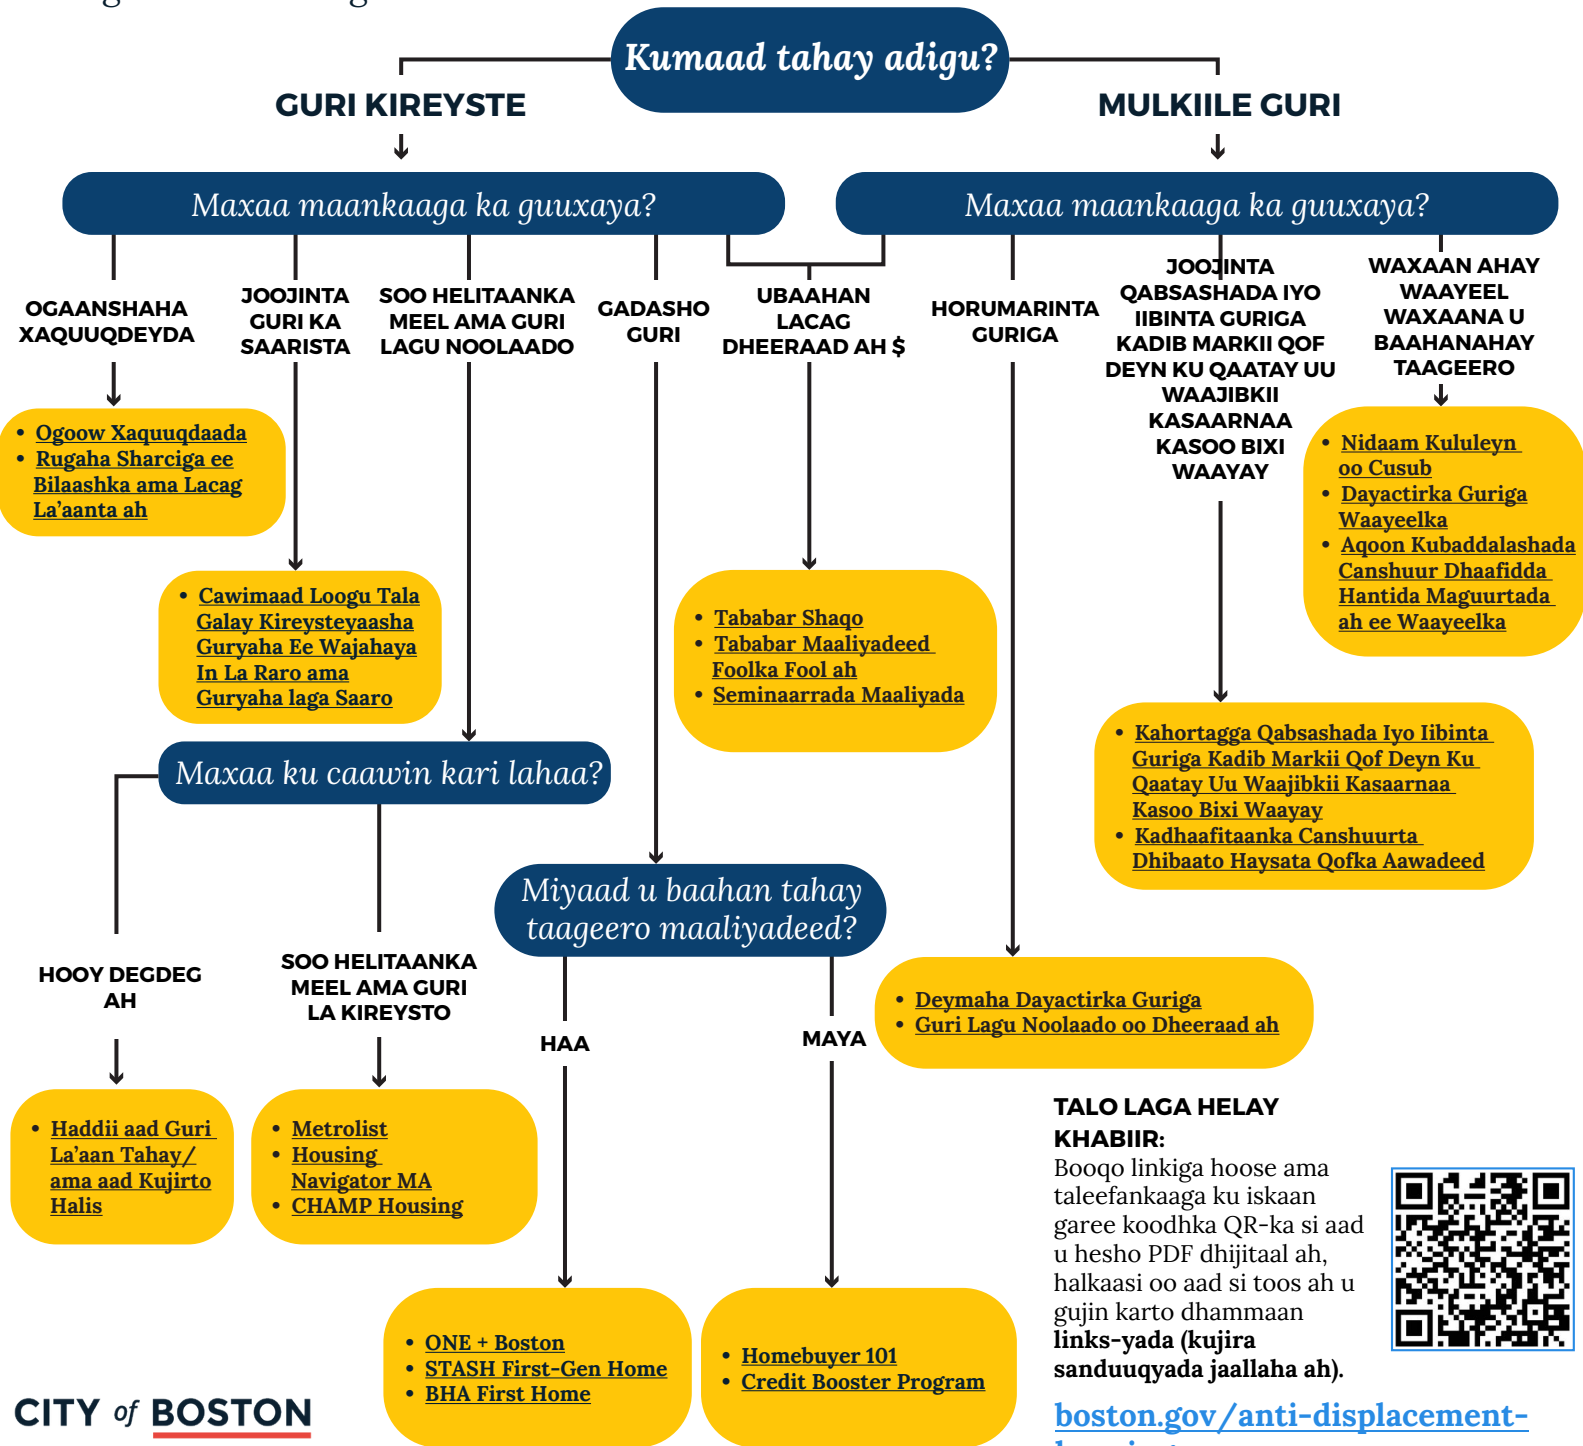 Kumaad tahay adigu?
GURI KIREYSTE
MULKIILE GURI
Maxaa maankaaga ka guuxaya?
Maxaa maankaaga ka guuxaya?
OGAANSHAHA
XAQUUQDEYDA
JOOJINTA
GURI KA
SAARISTA
SOO HELITAANKA
MEEL AMA GURI
LAGU NOOLAADO
GADASHO
GURI
UBAAHAN
LACAG
DHEERAAD AH $
HORUMARINTA
GURIGA
JOOJINTA
QABSASHADA IYO
IIBINTA GURIGA
KADIB MARKII QOF
DEYN KU QAATAY UU
WAAJIBKII
KASAARNAA
KASOO BIXI
WAAYAY
WAXAAN AHAY
WAAYEEL
WAXAANA U
BAAHANAHAY
TAAGEERO
• Ogoow Xaquuqdaada
• Rugaha Sharciga ee
Bilaashka ama Lacag
La’aanta ah
• Nidaam Kululeyn
oo Cusub
• Dayactirka Guriga
Waayeelka
• Aqoon Kubaddalashada
Canshuur Dhaafidda
Hantida Maguurtada
ah ee Waayeelka
• Cawimaad Loogu Tala
Galay Kireysteyaasha
Guryaha Ee Wajahaya
In La Raro ama
Guryaha laga Saaro
• Tababar Shaqo
• Tababar Maaliyadeed
Foolka Fool ah
• Seminaarrada Maaliyada
• Kahortagga Qabsashada Iyo Iibinta
Guriga Kadib Markii Qof Deyn Ku
Qaatay Uu Waajibkii Kasaarnaa
Kasoo Bixi Waayay
• Kadhaafitaanka Canshuurta
Dhibaato Haysata Qofka Aawadeed
Maxaa ku caawin kari lahaa?
Miyaad u baahan tahay
taageero maaliyadeed?
HOOY DEGDEG
AH
SOO HELITAANKA
MEEL AMA GURI
LA KIREYSTO
HAA
MAYA
• Deymaha Dayactirka Guriga
• Guri Lagu Noolaado oo Dheeraad ah
• Haddii aad Guri
La’aan Tahay/
ama aad Kujirto
Halis
• Metrolist
• Housing
Navigator MA
• CHAMP Housing
• ONE + Boston
• STASH First-Gen Home
• BHA First Home
• Homebuyer 101
• Credit Booster Program
TALO LAGA HELAY
KHABIIR:
Booqo linkiga hoose ama
taleefankaaga ku iskaan
garee koodhka QR-ka si aad
u hesho PDF dhijitaal ah,
halkaasi oo aad si toos ah u
gujin karto dhammaan
links-yada (kujira
sanduuqyada jaallaha ah).
boston.gov/anti-displacement-
CITY of BOSTON